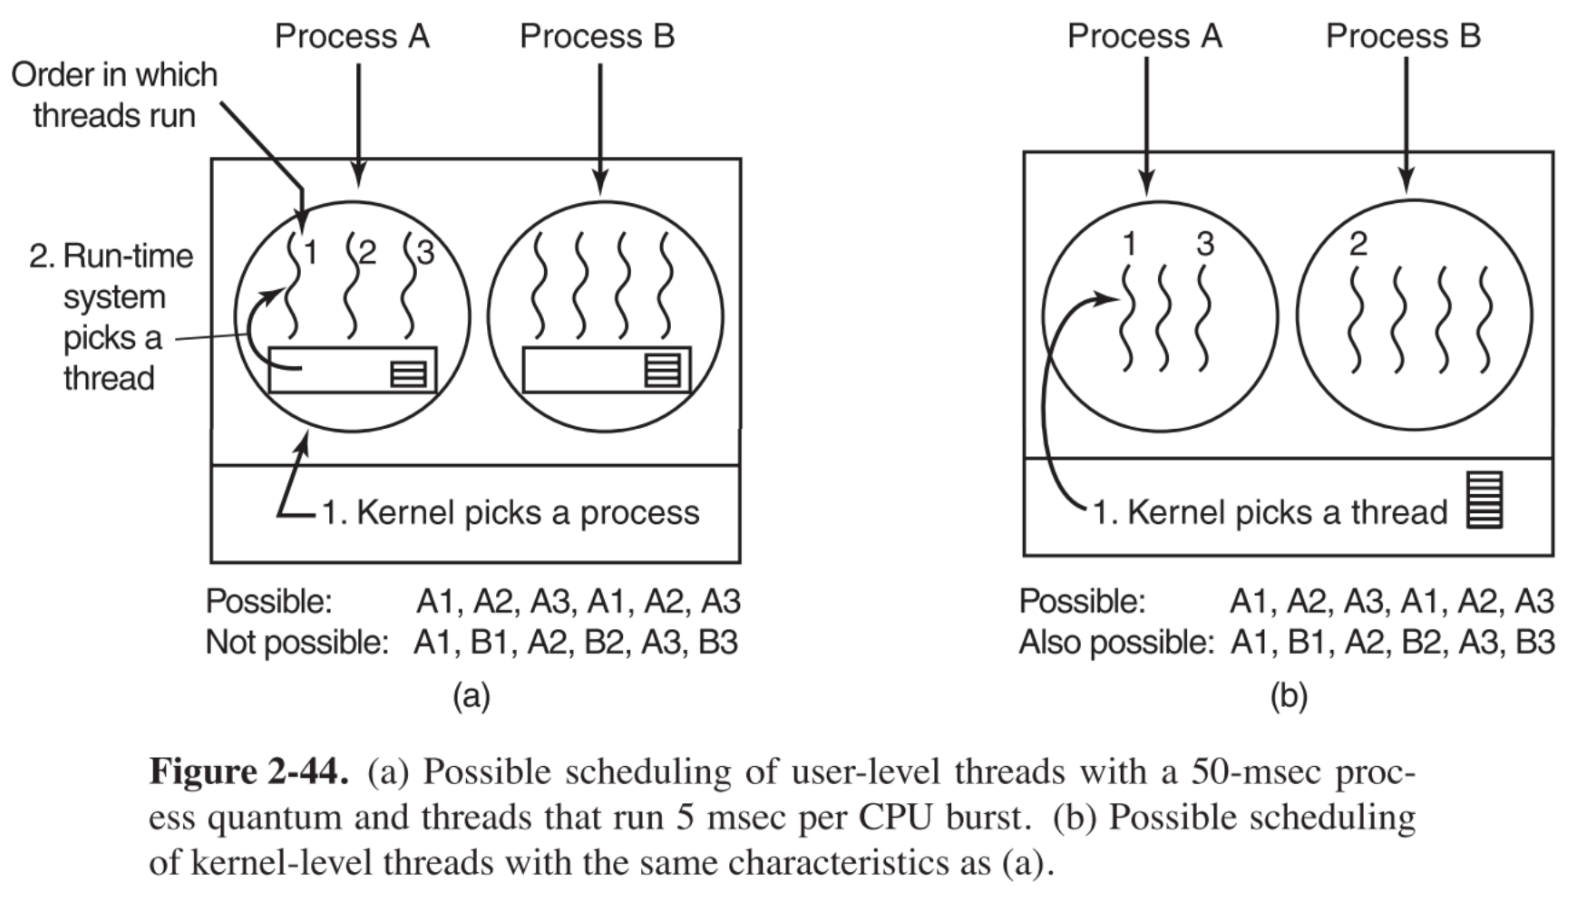 Process A
Process B
Order in which
threads run
1 2 3
2. Run-time
system
picks a
thread
1. Kernel picks a process
Possible: A1, A2, A3, A1, A2, A3
Not possible: A1, B1, A2, B2, A3, B3
(a)
Process A
Process B
1 3
2
1. Kernel picks a thread
Possible: A1, A2, A3, A1, A2, A3
Also possible: A1, B1, A2, B2, A3, B3
(b)
Figure 2-44. (a) Possible scheduling of user-level threads with a 50-msec proc-
ess quantum and threads that run 5 msec per CPU burst. (b) Possible scheduling
of kernel-level threads with the same characteristics as (a).